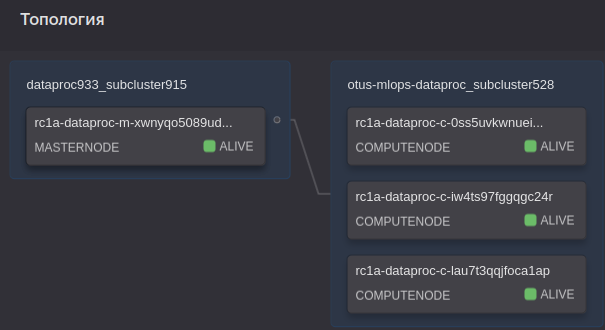 Топология
dataproc933_subcluster915
rc1a-dataproc-m-xwnyqo5089ud...
MASTERNODE ALIVE
otus-mlops-dataproc_subcluster528
rc1a-dataproc-c-0ss5uvkwnuei...
COMPUTENODE ALIVE
rc1a-dataproc-c-iw4ts97fggqgc24r
COMPUTENODE ALIVE
rc1a-dataproc-c-lau7t3qqjfoca1ap
COMPUTENODE ALIVE